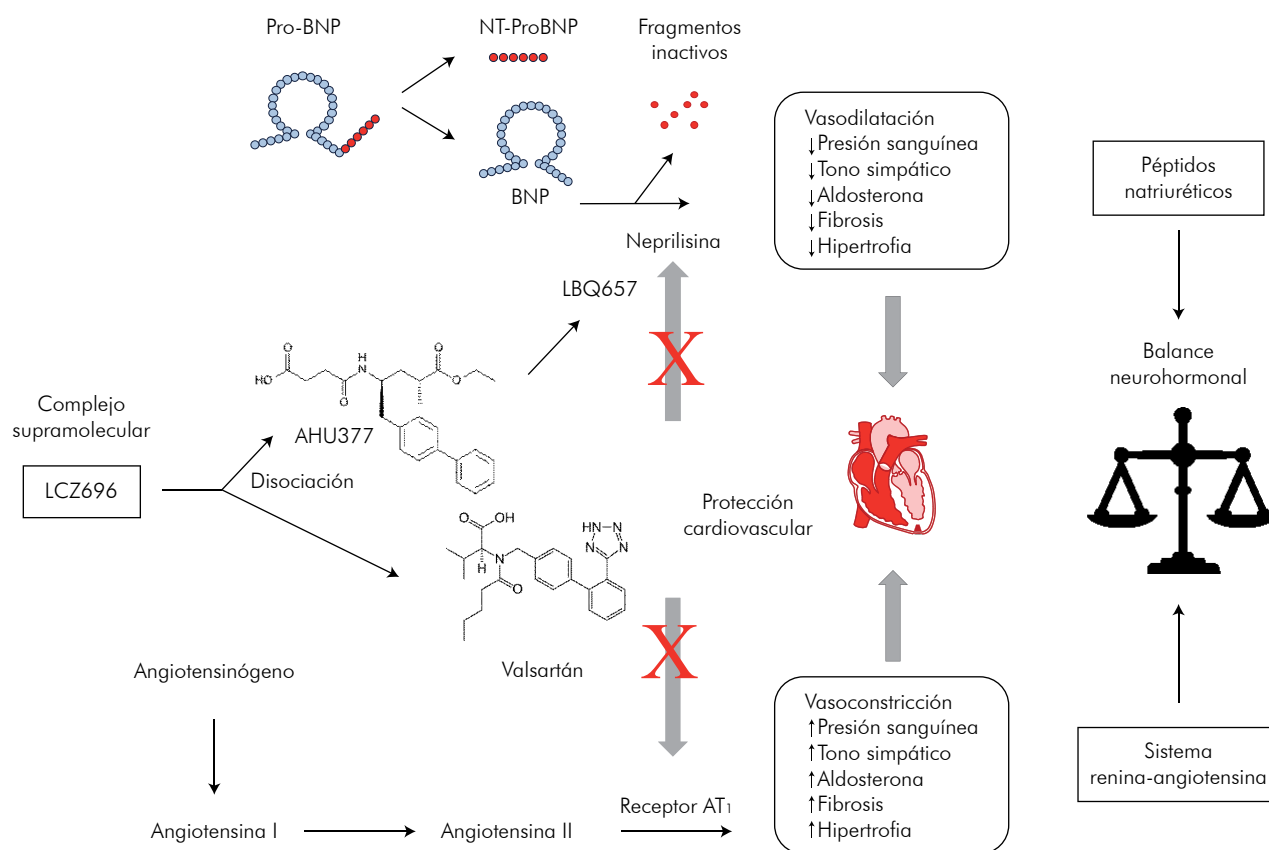 Pro-BNP
NT-ProBNP
Fragmentos
inactivos
BNP
Neprilisina
Vasodilatación
↓Presión sanguínea
↓Tono simpático
↓Aldosterona
↓Fibrosis
↓Hipertrofia
Péptidos
natriuréticos
Balance
neurohormonal
LBQ657
X
O
HO
O
H
N
O
O
AHU377
Complejo
supramolecular
LCZ696
Disociación
Protección
cardiovascular
O
OH
H
N
O
HN
N
N
N
Valsartán
X
Angiotensinógeno
Angiotensina I
Angiotensina II
Receptor AT1
Vasoconstricción
↑Presión sanguínea
↑Tono simpático
↑Aldosterona
↑Fibrosis
↑Hipertrofia
Sistema
renina-angiotensina